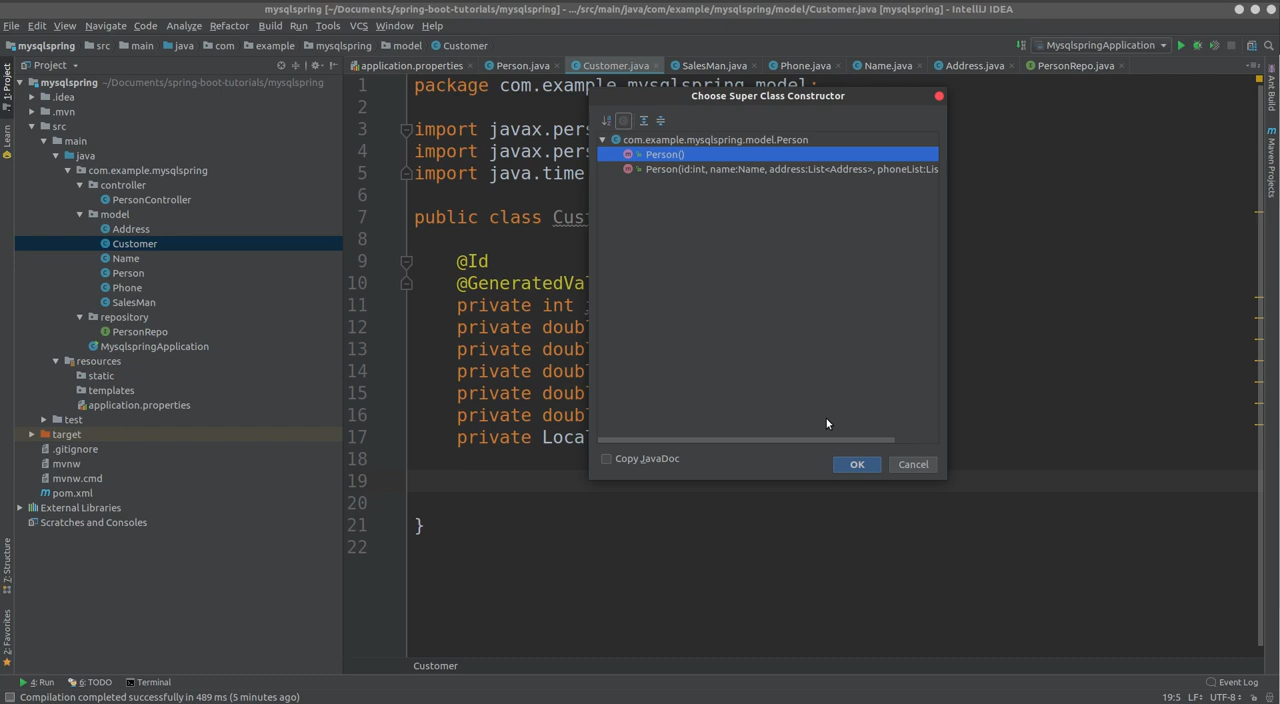 mysqlspring [~/Documents/spring-boot-tutorials/mysqlspring] - .../src/main/java/com/example/mysqlspring/model/Customer.java [mysqlspring] - IntelliJ IDEA
File Edit View Navigate Code Analyze Refactor Build Run Tools VCS Window Help
mysqlspring src main java com example mysqlspring model Customer MysqlspringApplication
Project
application.properties Person.java Customer.java SalesMan.java Phone.java Name.java Address.java PersonRepo.java
1: Project
Learn
7: Structure
2: Favorites
mysqlspring ~/Documents/spring-boot-tutorials/mysqlspring
.idea
.mvn
src
main
java
com.example.mysqlspring
controller
PersonController
model
Address
Customer
Name
Person
Phone
SalesMan
repository
PersonRepo
MysqlspringApplication
resources
static
templates
application.properties
test
target
.gitignore
mvnw
mvnw.cmd
pom.xml
External Libraries
Scratches and Consoles
1 package com.example.mysqlspring.model;
2
3 import javax.pers
4 import javax.pers
5 import java.time
6
7 public class Cust
8
9 @Id
10 @GeneratedVal
11 private int
12 private doubl
13 private doubl
14 private doubl
15 private doubl
16 private doubl
17 private Local
18
19
20
21 }
22
Choose Super Class Constructor
com.example.mysqlspring.model.Person
Person()
Person(id:int, name:Name, address:List<Address>, phoneList:Lis
Copy JavaDoc
OK Cancel
Ant Build
Maven Projects
Customer
4: Run 6: TODO Terminal Event Log
Compilation completed successfully in 489 ms (5 minutes ago) 19:5 LF UTF-8